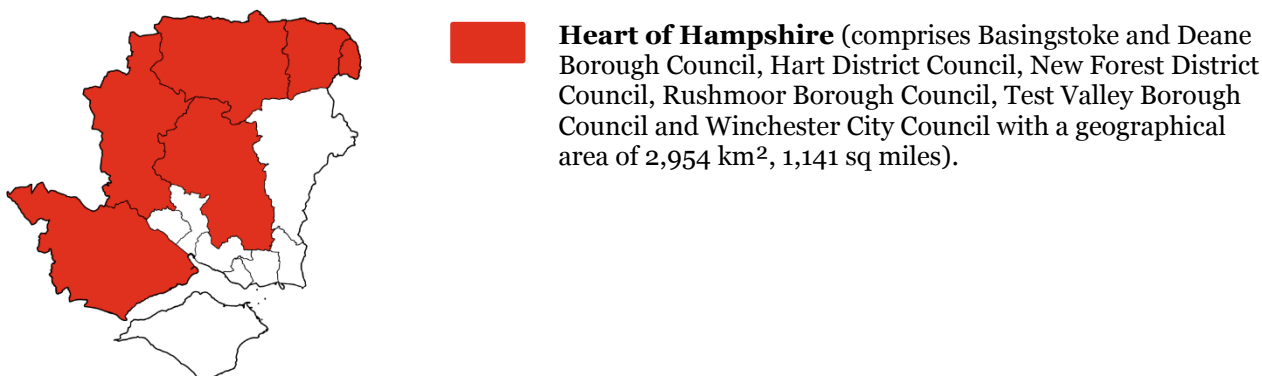 Heart of Hampshire (comprises Basingstoke and Deane
Borough Council, Hart District Council, New Forest District
Council, Rushmoor Borough Council, Test Valley Borough
Council and Winchester City Council with a geographical
area of 2,954 km², 1,141 sq miles).